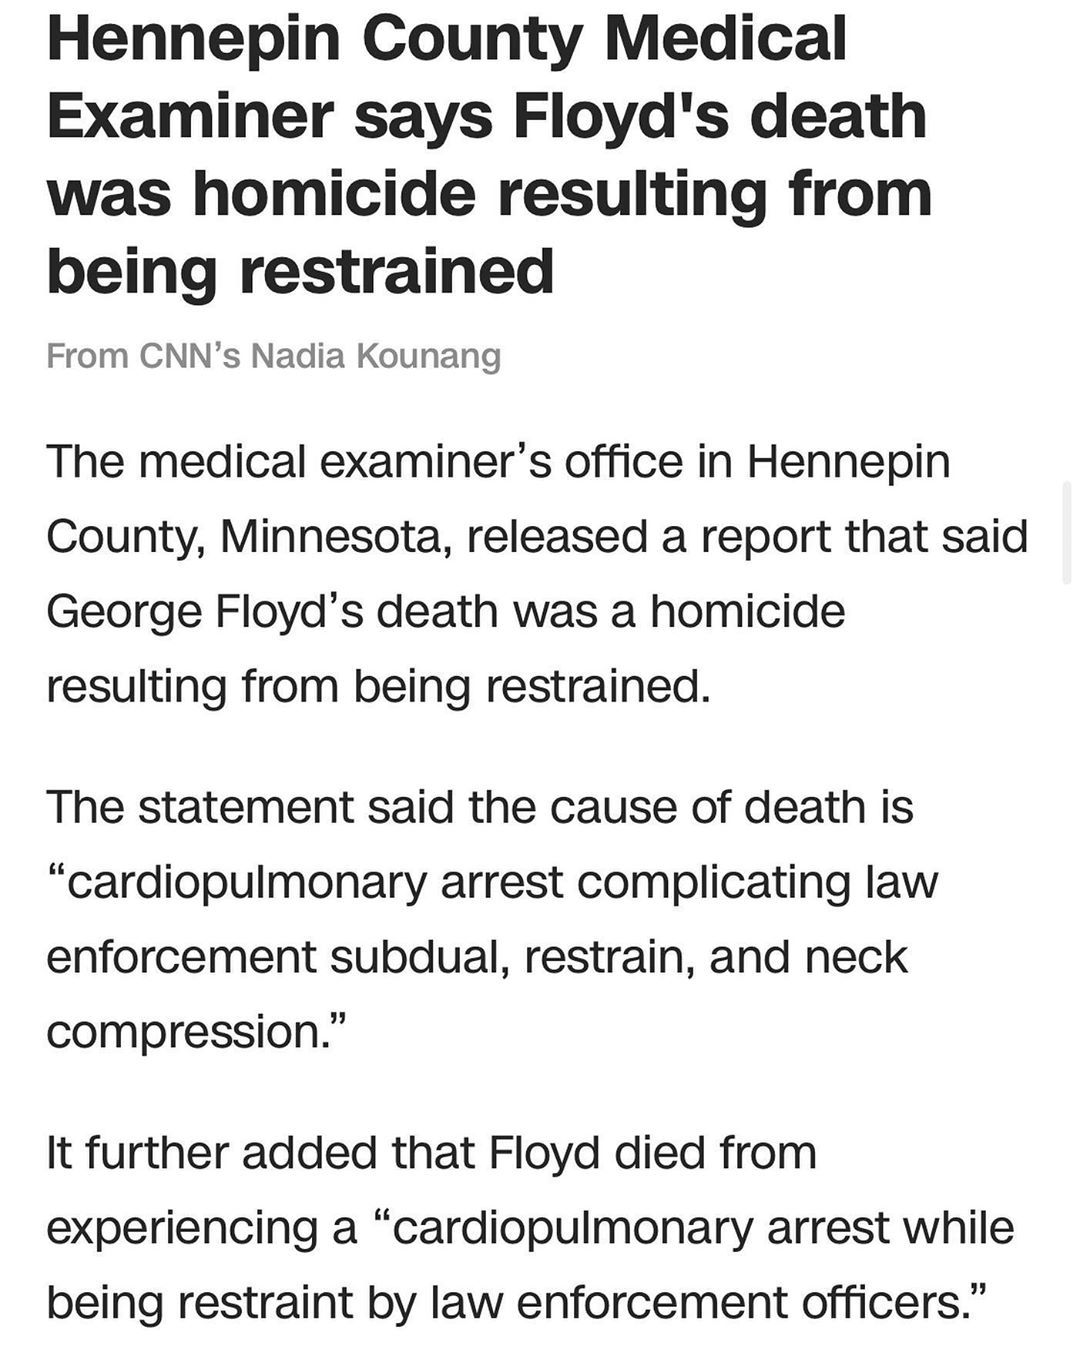 Hennepin County Medical
Examiner says Floyd's death
was homicide resulting from
being restrained
From CNN’s Nadia Kounang
The medical examiner’s office in Hennepin
County, Minnesota, released a report that said
George Floyd’s death was a homicide
resulting from being restrained.
The statement said the cause of death is
“cardiopulmonary arrest complicating law
enforcement subdual, restrain, and neck
compression.”
It further added that Floyd died from
experiencing a “cardiopulmonary arrest while
being restraint by law enforcement officers.”